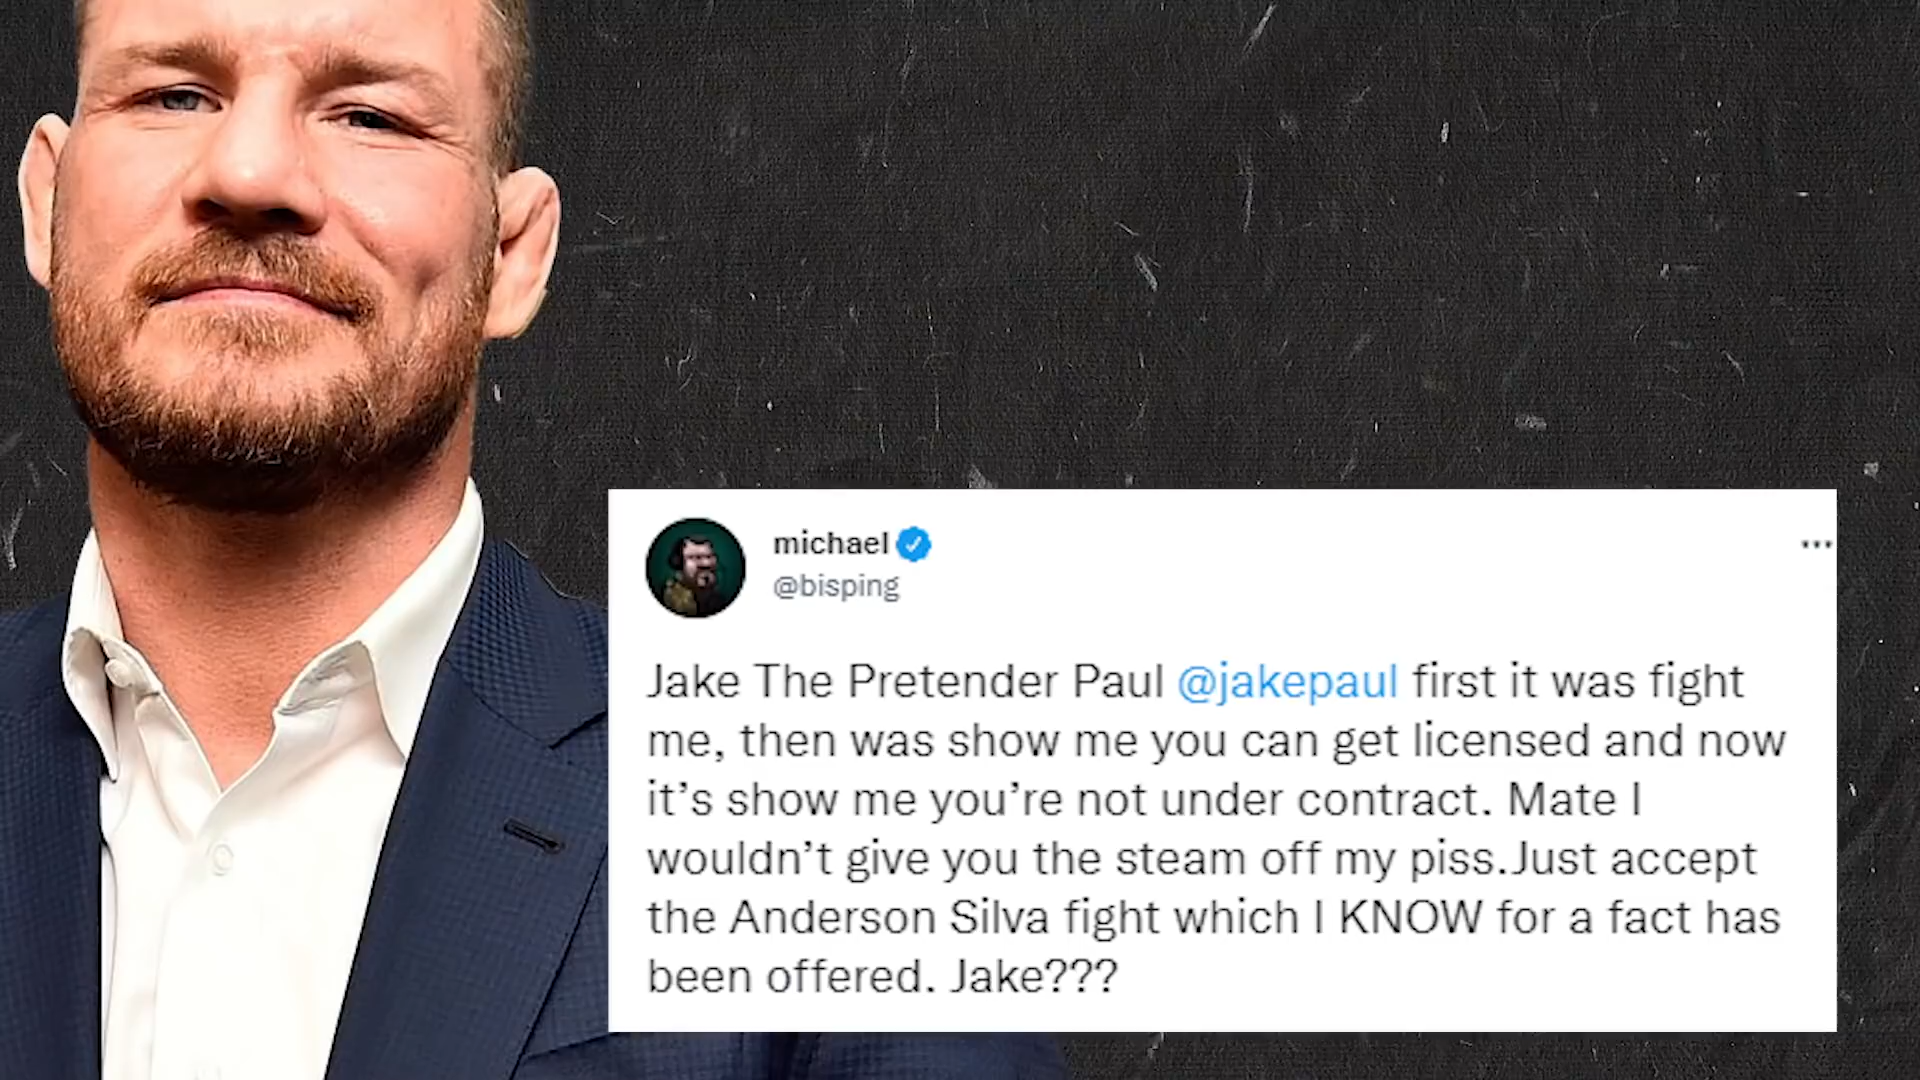 michael
@bisping
Jake The Pretender Paul @jakepaul first it was fight
me, then was show me you can get licensed and now
it’s show me you’re not under contract. Mate I
wouldn’t give you the steam off my piss.Just accept
the Anderson Silva fight which I KNOW for a fact has
been offered. Jake???